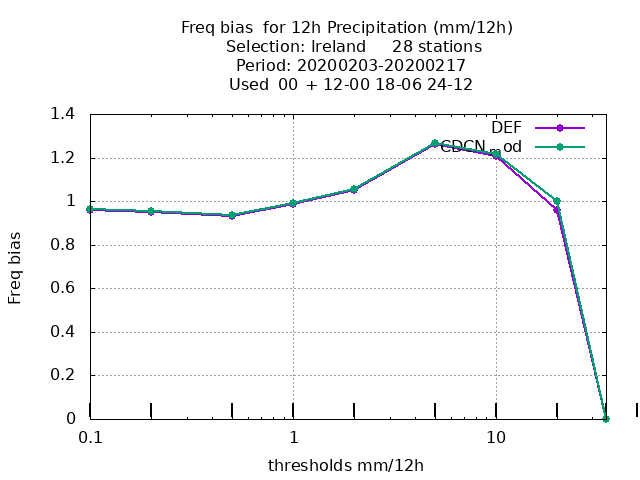 Freq bias  for 12h Precipitation (mm/12h)
Selection: Ireland     28 stations
Period: 20200203-20200217
Used  00 + 12-00 18-06 24-12
1.4
DEF
CDCN_mod
1.2
1
0.8
0.6
0.4
0.2
0
Freq bias
0.1 1 10
thresholds mm/12h